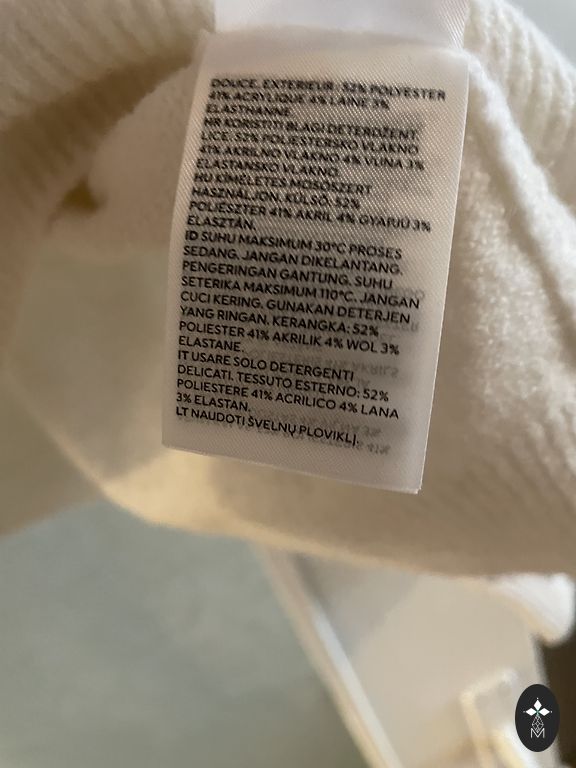 DOUCE. EXTERIEUR: 52% POLYESTER
41% ACRYLIQUE 4% LAINE 3%
ELASTHANNE.
HR KORISTITI BLAGI DETERDŽENT.
LICE: 52% POLIESTERSKO VLAKNO
41% AKRILNO VLAKNO 4% VUNA 3%
ELASTANSKO VLAKNO.
HU KÍMÉLETES MOSÓSZERT
HASZNÁLJON. KÜLSŐ: 52%
POLIÉSZTER 41% AKRIL 4% GYAPJÚ 3%
ELASZTÁN.
ID SUHU MAKSIMUM 30°C PROSES
SEDANG. JANGAN DIKELANTANG.
PENGERINGAN GANTUNG. SUHU
SETERIKA MAKSIMUM 110°C. JANGAN
CUCI KERING. GUNAKAN DETERJEN
YANG RINGAN. KERANGKA: 52%
POLIESTER 41% AKRILIK 4% WOL 3%
ELASTANE.
IT USARE SOLO DETERGENTI
DELICATI. TESSUTO ESTERNO: 52%
POLIESTERE 41% ACRILICO 4% LANA
3% ELASTAN.
LT NAUDOTI ŠVELNŲ PLOVIKLĮ.
M